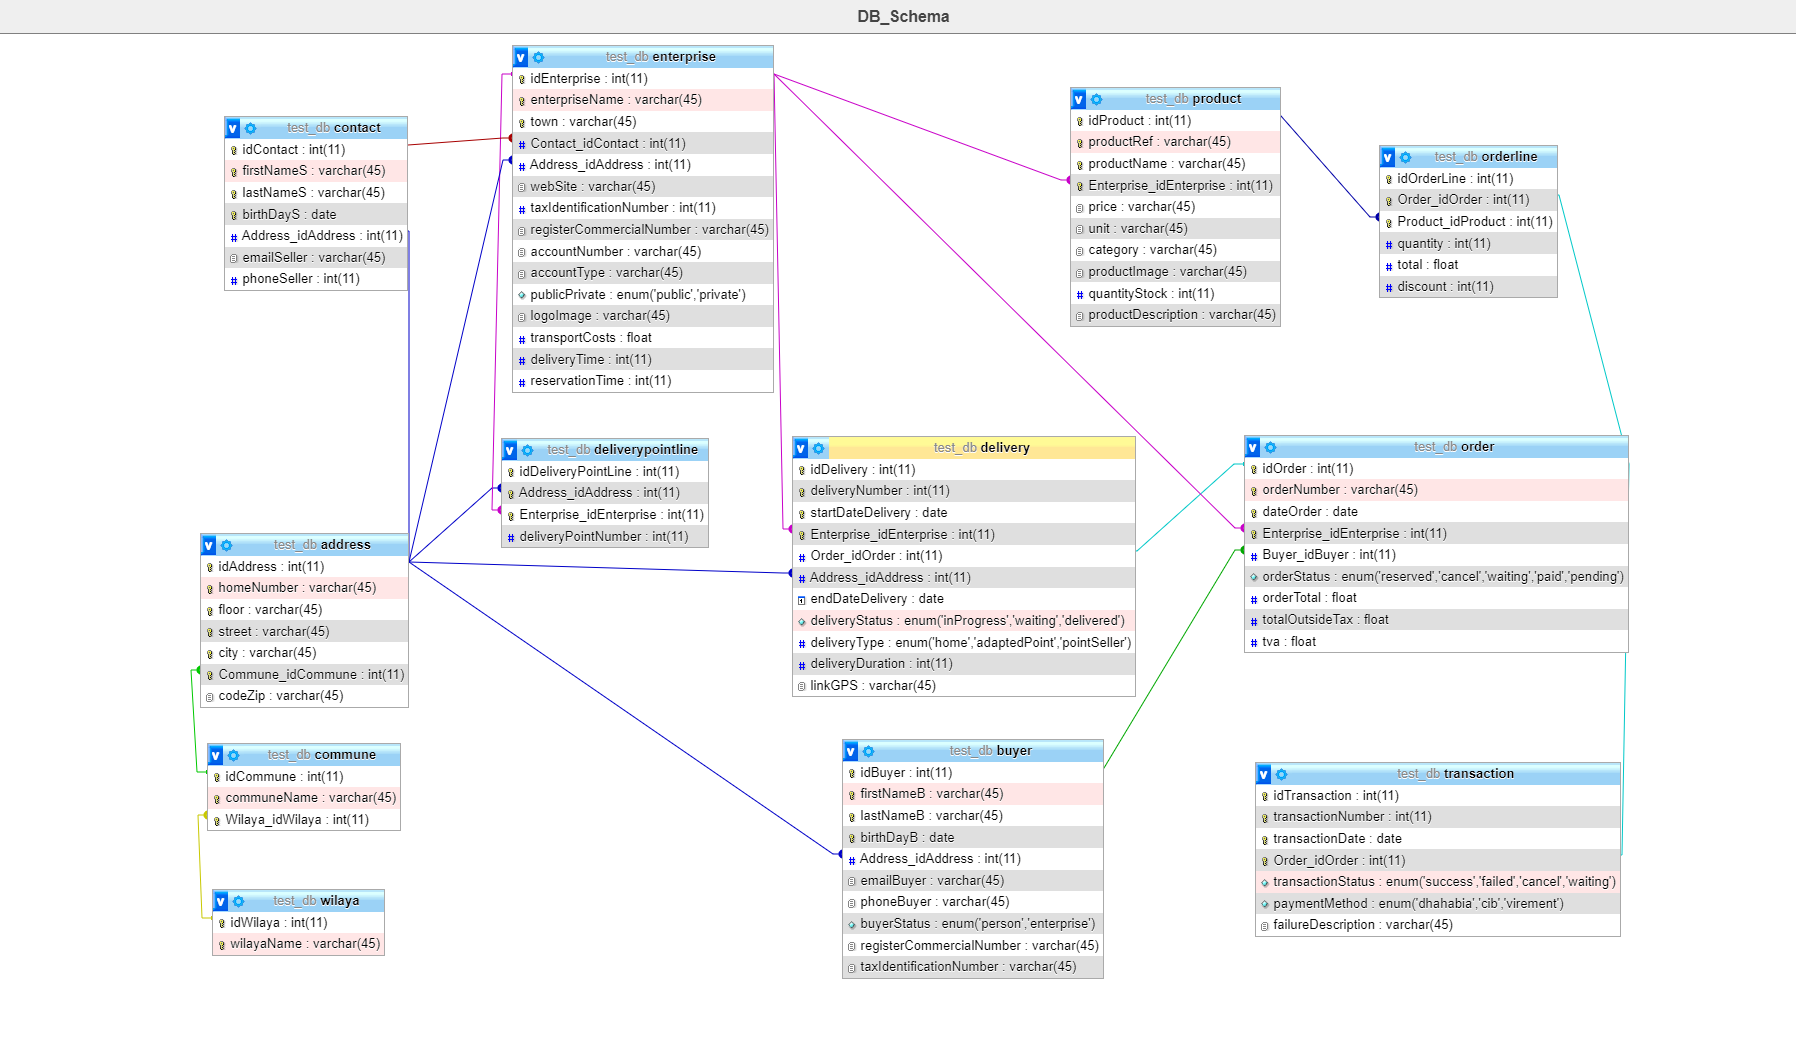 DB_Schema
test_db enterprise
idEnterprise : int(11)
enterpriseName : varchar(45)
town : varchar(45)
Contact_idContact : int(11)
Address_idAddress : int(11)
webSite : varchar(45)
taxIdentificationNumber : int(11)
registerCommercialNumber : varchar(45)
accountNumber : varchar(45)
accountType : varchar(45)
publicPrivate : enum('public','private')
logoImage : varchar(45)
transportCosts : float
deliveryTime : int(11)
reservationTime : int(11)
test_db product
idProduct : int(11)
productRef : varchar(45)
productName : varchar(45)
Enterprise_idEnterprise : int(11)
price : varchar(45)
unit : varchar(45)
category : varchar(45)
productImage : varchar(45)
quantityStock : int(11)
productDescription : varchar(45)
test_db contact
idContact : int(11)
firstNameS : varchar(45)
lastNameS : varchar(45)
birthDayS : date
Address_idAddress : int(11)
emailSeller : varchar(45)
phoneSeller : int(11)
test_db orderline
idOrderLine : int(11)
Order_idOrder : int(11)
Product_idProduct : int(11)
quantity : int(11)
total : float
discount : int(11)
test_db deliverypointline
idDeliveryPointLine : int(11)
Address_idAddress : int(11)
Enterprise_idEnterprise : int(11)
deliveryPointNumber : int(11)
test_db delivery
idDelivery : int(11)
deliveryNumber : int(11)
startDateDelivery : date
Enterprise_idEnterprise : int(11)
Order_idOrder : int(11)
Address_idAddress : int(11)
endDateDelivery : date
deliveryStatus : enum('inProgress','waiting','delivered')
deliveryType : enum('home','adaptedPoint','pointSeller')
deliveryDuration : int(11)
linkGPS : varchar(45)
test_db order
idOrder : int(11)
orderNumber : varchar(45)
dateOrder : date
Enterprise_idEnterprise : int(11)
Buyer_idBuyer : int(11)
orderStatus : enum('reserved','cancel','waiting','paid','pending')
orderTotal : float
totalOutsideTax : float
tva : float
test_db address
idAddress : int(11)
homeNumber : varchar(45)
floor : varchar(45)
street : varchar(45)
city : varchar(45)
Commune_idCommune : int(11)
codeZip : varchar(45)
test_db commune
idCommune : int(11)
communeName : varchar(45)
Wilaya_idWilaya : int(11)
test_db wilaya
idWilaya : int(11)
wilayaName : varchar(45)
test_db buyer
idBuyer : int(11)
firstNameB : varchar(45)
lastNameB : varchar(45)
birthDayB : date
Address_idAddress : int(11)
emailBuyer : varchar(45)
phoneBuyer : varchar(45)
buyerStatus : enum('person','enterprise')
registerCommercialNumber : varchar(45)
taxIdentificationNumber : varchar(45)
test_db transaction
idTransaction : int(11)
transactionNumber : int(11)
transactionDate : date
Order_idOrder : int(11)
transactionStatus : enum('success','failed','cancel','waiting')
paymentMethod : enum('dhahabia','cib','virement')
failureDescription : varchar(45)